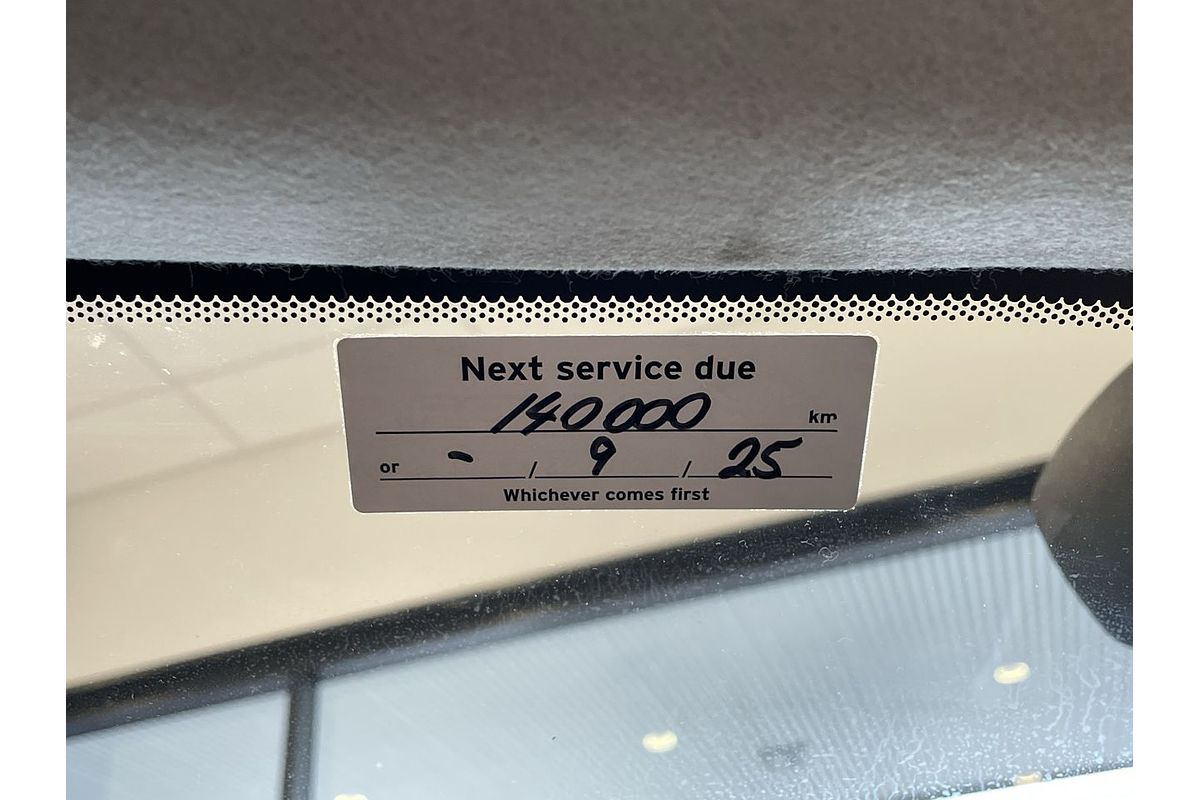 Next service due
140000 km
or - / 9 / 25
Whichever comes first